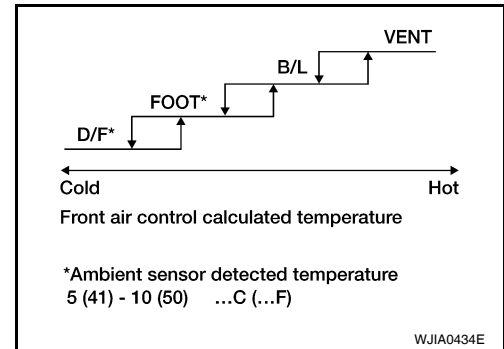 VENT
B/L
FOOT*
D/F*
Cold Hot
Front air control calculated temperature
*Ambient sensor detected temperature
5 (41) - 10 (50) ...C (...F)
WJIA0434E